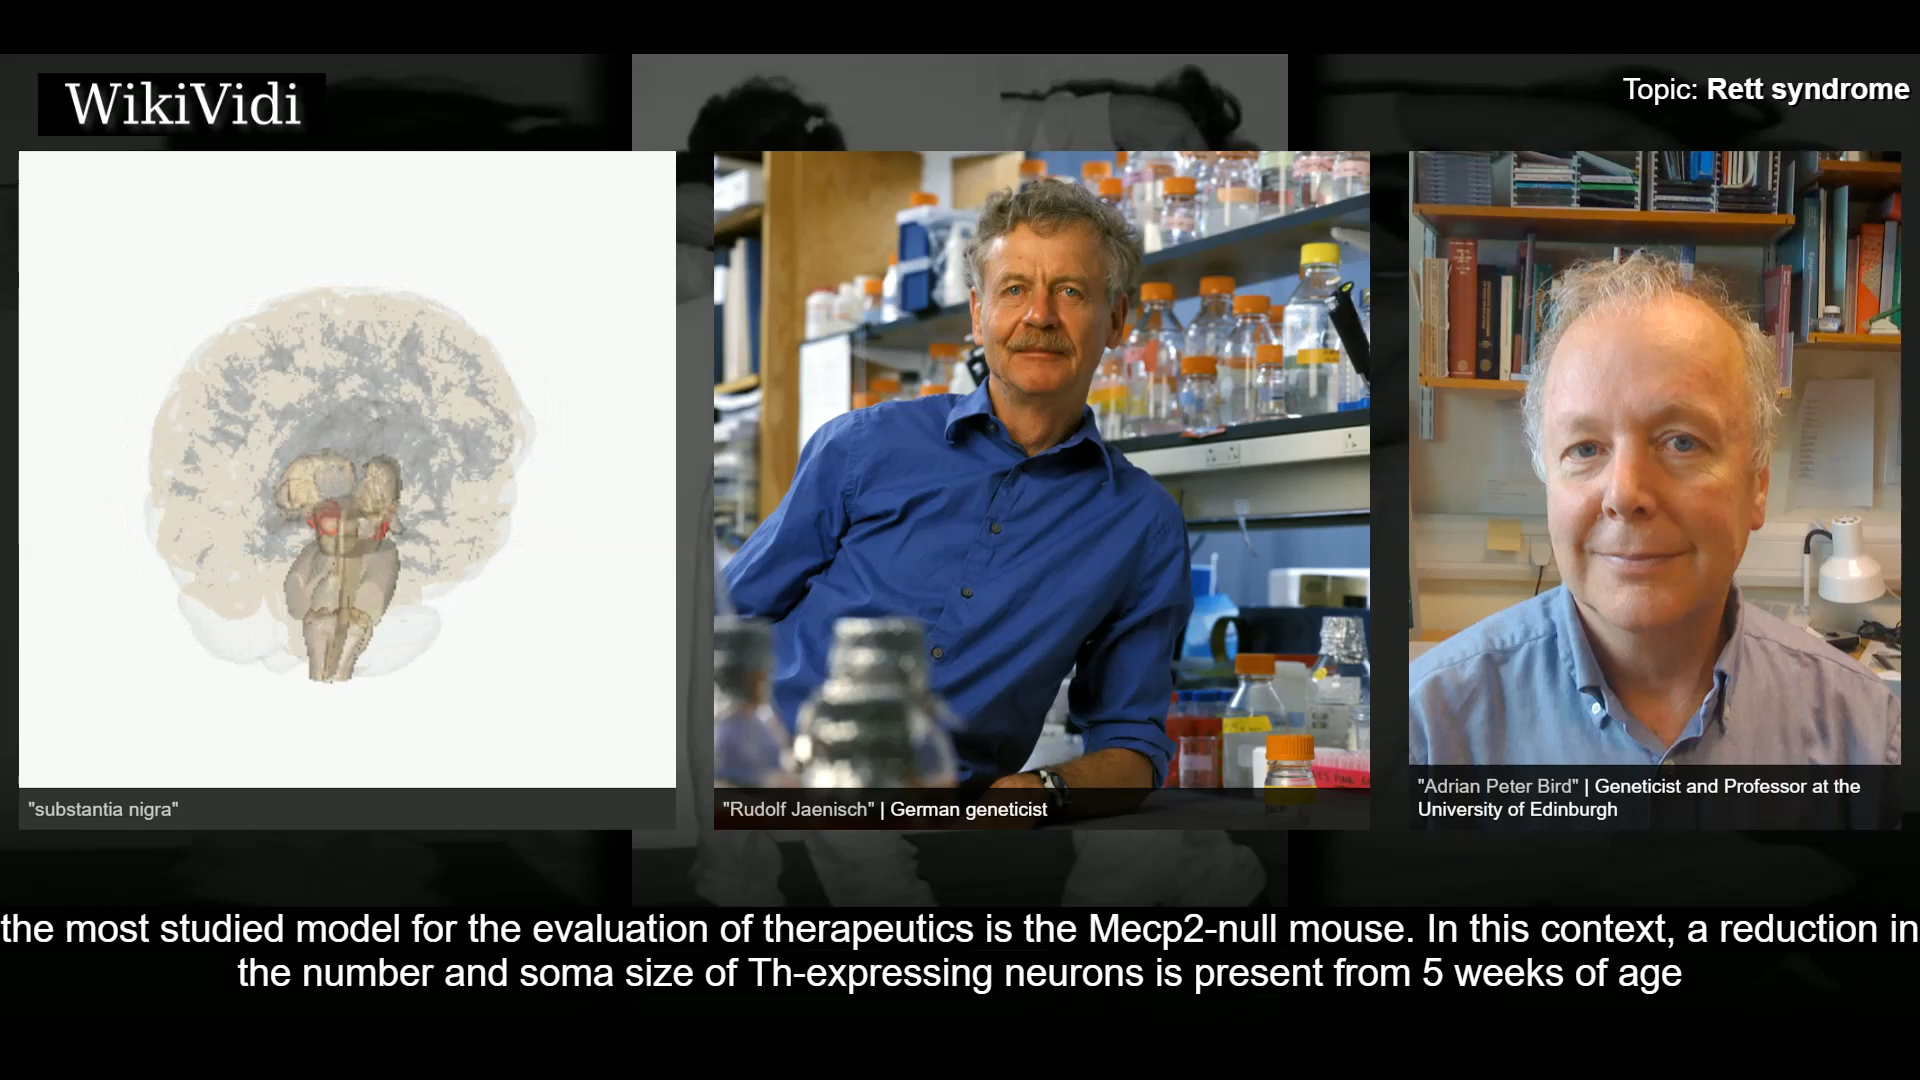 WikiVidi
Topic: Rett syndrome
"substantia nigra"
"Rudolf Jaenisch" | German geneticist
"Adrian Peter Bird" | Geneticist and Professor at the
University of Edinburgh
the most studied model for the evaluation of therapeutics is the Mecp2-null mouse. In this context, a reduction in
the number and soma size of Th-expressing neurons is present from 5 weeks of age